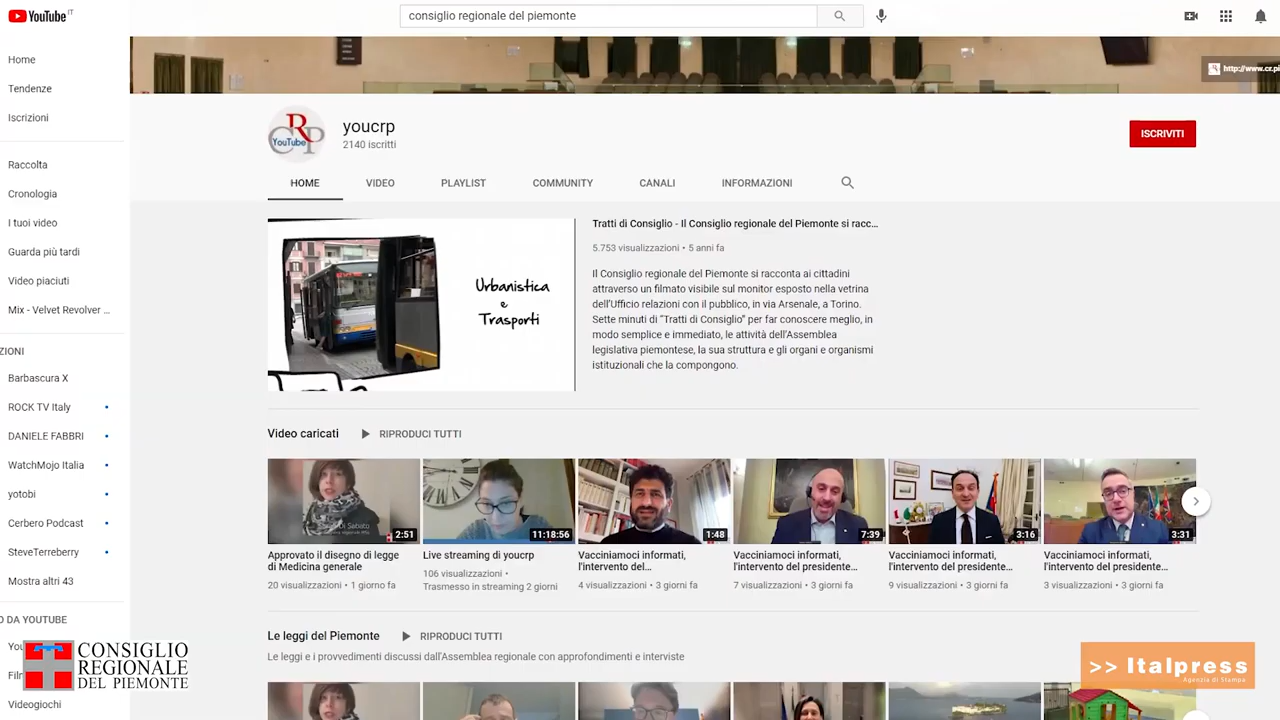 YouTube IT
consiglio regionale del piemonte
Home
Tendenze
Iscrizioni
Raccolta
Cronologia
I tuoi video
Guarda più tardi
Video piaciuti
Mix - Velvet Revolver ...
ZIONI
Barbascura X
ROCK TV Italy
DANIELE FABBRI
WatchMojo Italia
yotobi
Cerbero Podcast
SteveTerreberry
Mostra altri 43
O DA YOUTUBE
Videogiochi
http://www.cr.pi
CRP
YouTube
youcrp
2140 iscritti
ISCRIVITI
HOME
VIDEO
PLAYLIST
COMMUNITY
CANALI
INFORMAZIONI
Urbanistica
e
Trasporti
Tratti di Consiglio - Il Consiglio regionale del Piemonte si racc...
5.753 visualizzazioni • 5 anni fa
Il Consiglio regionale del Piemonte si racconta ai cittadini
attraverso un filmato visibile sul monitor esposto nella vetrina
dell'Ufficio relazioni con il pubblico, in via Arsenale, a Torino.
Sette minuti di "Tratti di Consiglio" per far conoscere meglio, in
modo semplice e immediato, le attività dell'Assemblea
legislativa piemontese, la sua struttura e gli organi e organismi
istituzionali che la compongono.
Video caricati
RIPRODUCI TUTTI
Di Sabato
2:51
Approvato il disegno di legge
di Medicina generale
20 visualizzazioni • 1 giorno fa
11:18:56
Live streaming di youcrp
106 visualizzazioni •
Trasmesso in streaming 2 giorni
1:48
Vacciniamoci informati,
l'intervento del...
4 visualizzazioni • 3 giorni fa
7:39
Vacciniamoci informati,
l'intervento del presidente...
7 visualizzazioni • 3 giorni fa
3:16
Vacciniamoci informati,
l'intervento del presidente...
9 visualizzazioni • 3 giorni fa
3:31
Vacciniamoci informati,
l'intervento del presidente...
3 visualizzazioni • 3 giorni fa
Le leggi del Piemonte
RIPRODUCI TUTTI
Le leggi e i provvedimenti discussi dall'Assemblea regionale con approfondimenti e interviste
CONSIGLIO
REGIONALE
DEL PIEMONTE
>> Italpress
Agenzia di Stampa